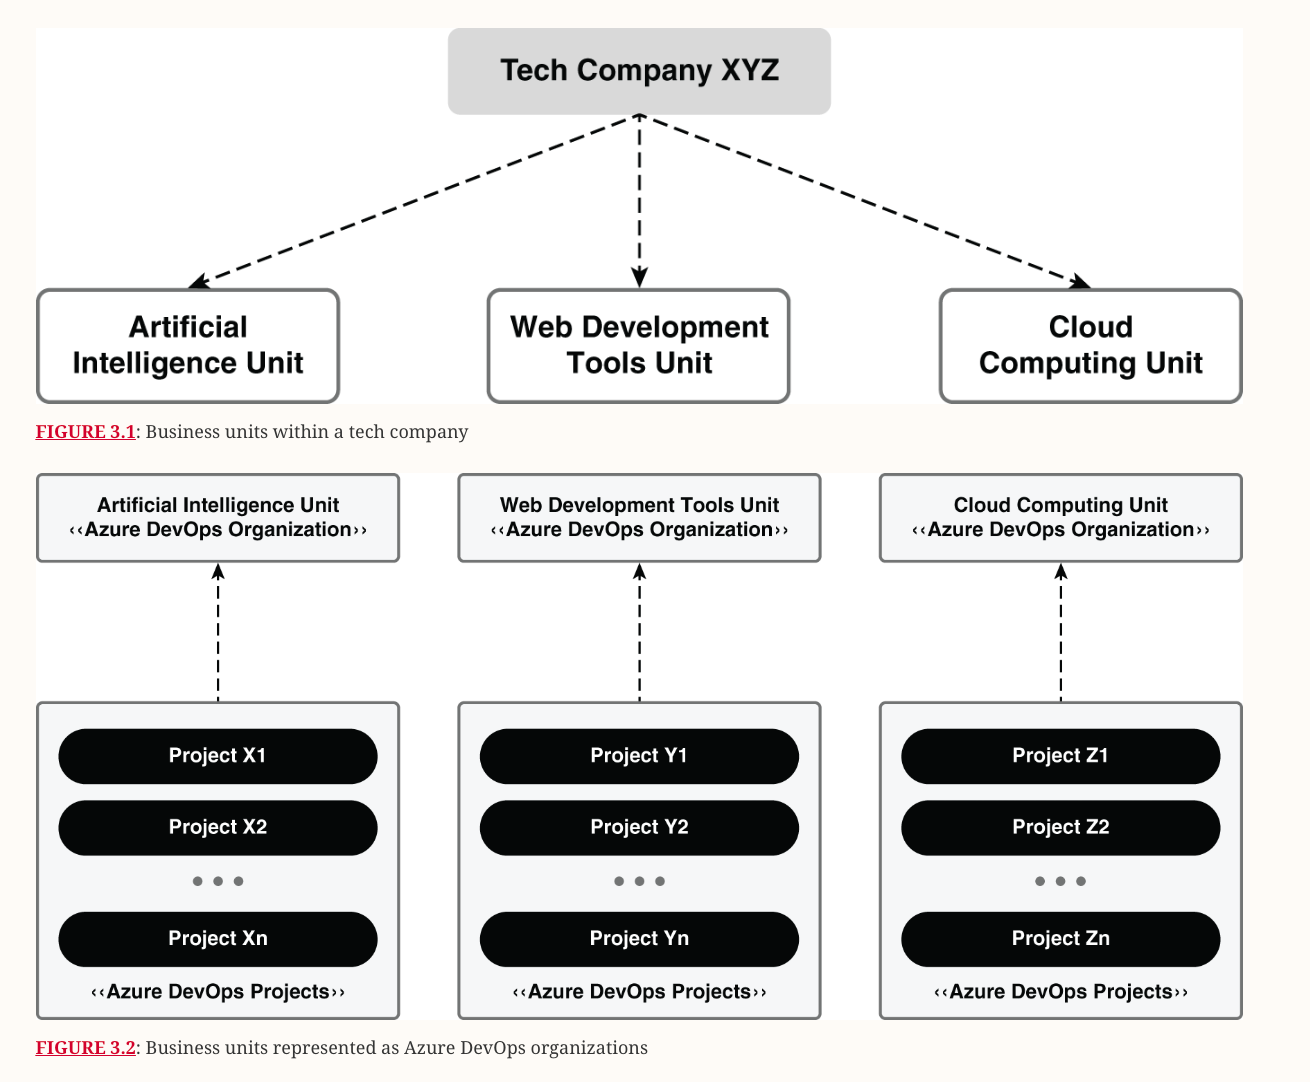 Tech Company XYZ
Artificial
Intelligence Unit
Web Development
Tools Unit
Cloud
Computing Unit
FIGURE 3.1: Business units within a tech company
Artificial Intelligence Unit
‹‹Azure DevOps Organization››
Web Development Tools Unit
‹‹Azure DevOps Organization››
Cloud Computing Unit
‹‹Azure DevOps Organization››
Project X1
Project X2
Project Xn
‹‹Azure DevOps Projects››
Project Y1
Project Y2
Project Yn
‹‹Azure DevOps Projects››
Project Z1
Project Z2
Project Zn
‹‹Azure DevOps Projects››
FIGURE 3.2: Business units represented as Azure DevOps organizations